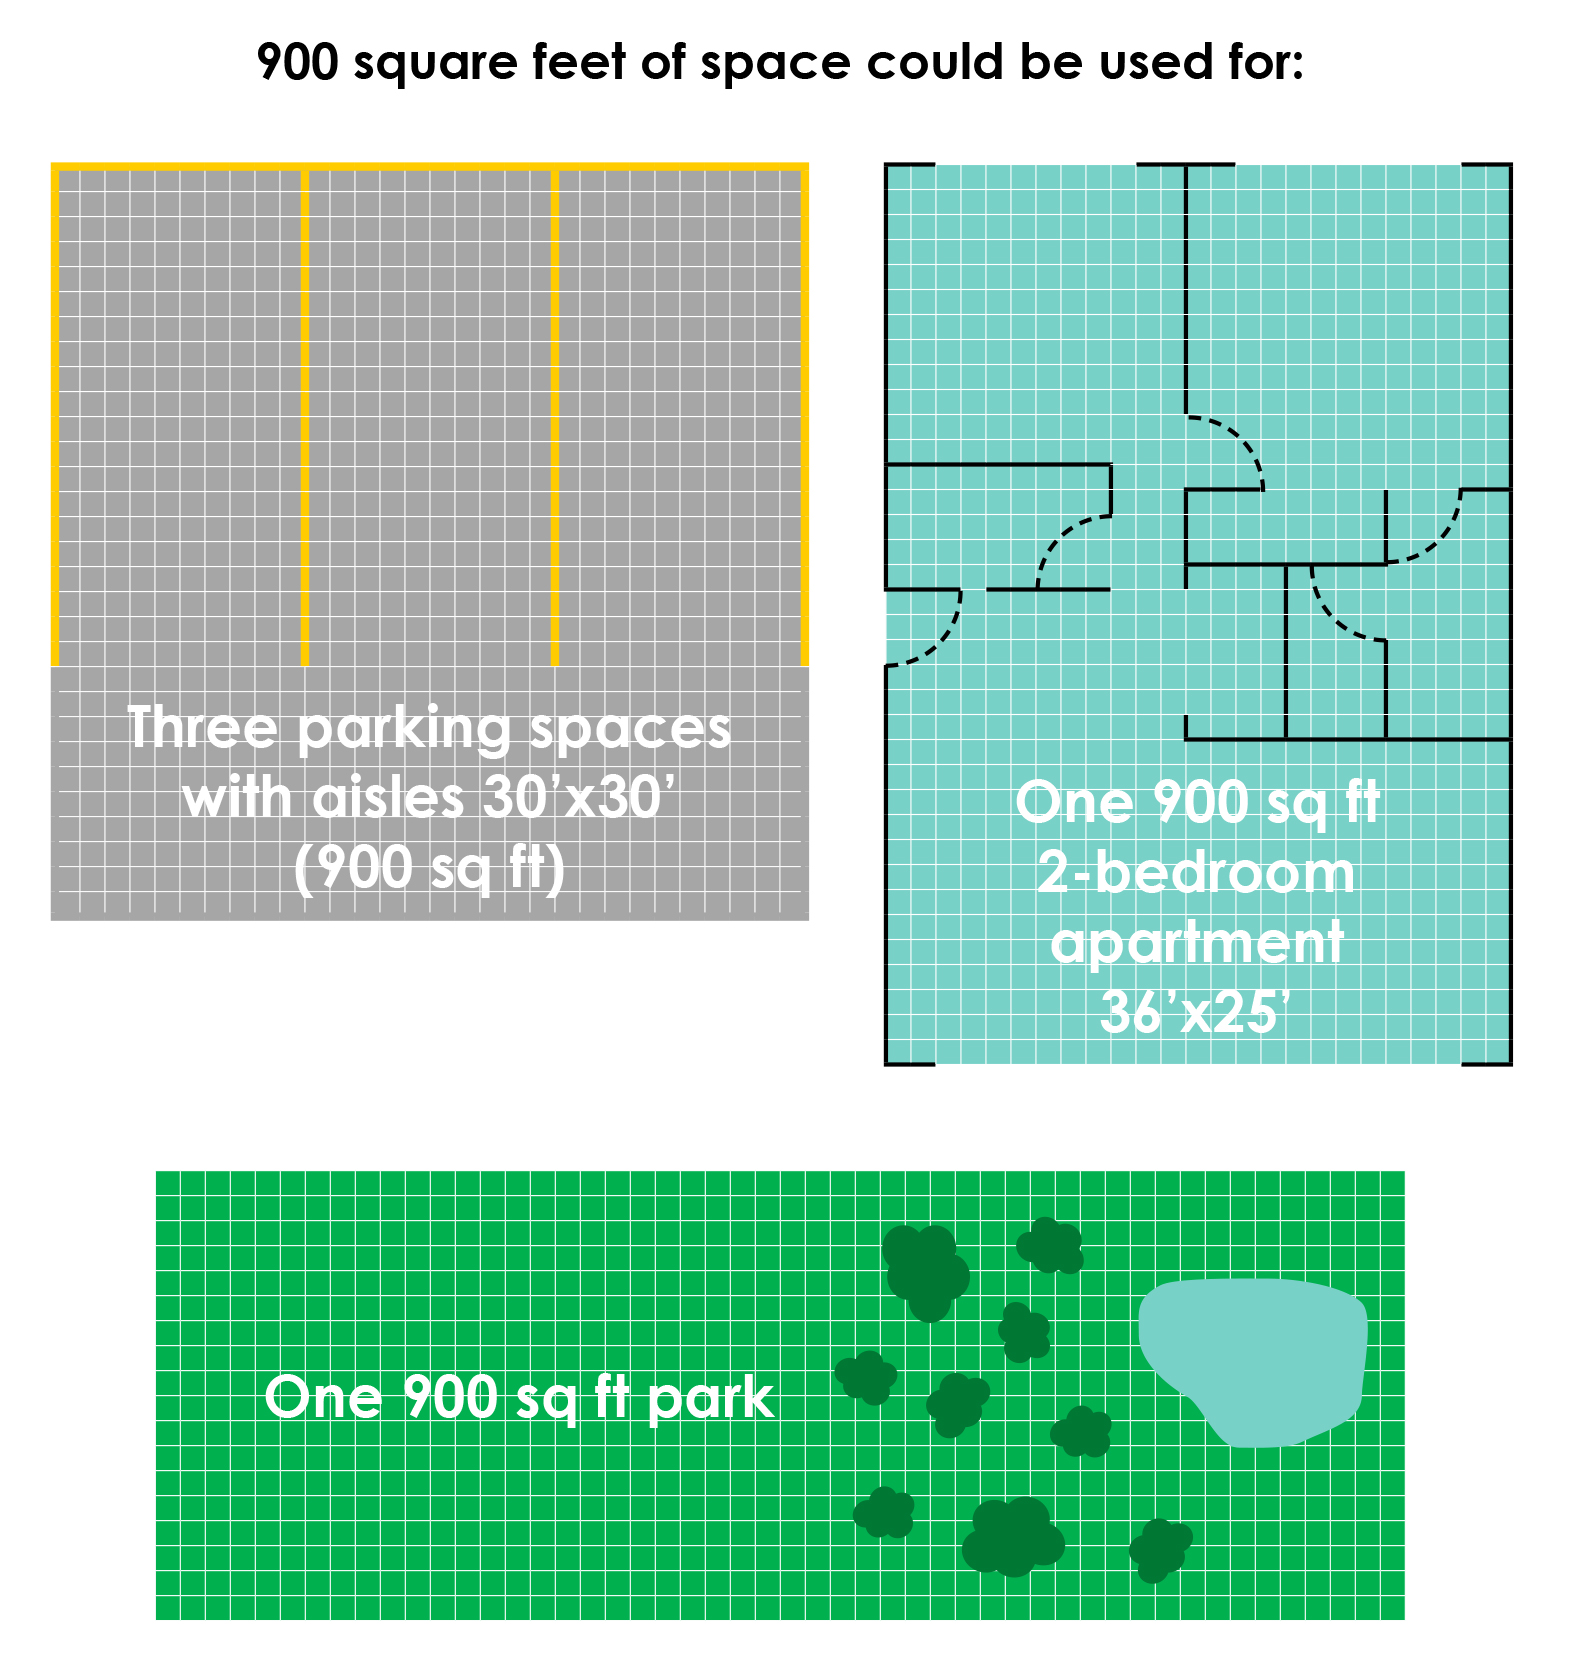 900 square feet of space could be used for:
Three parking spaces
with aisles 30’x30’
(900 sq ft)
One 900 sq ft
2-bedroom
apartment
36’x25’
One 900 sq ft park